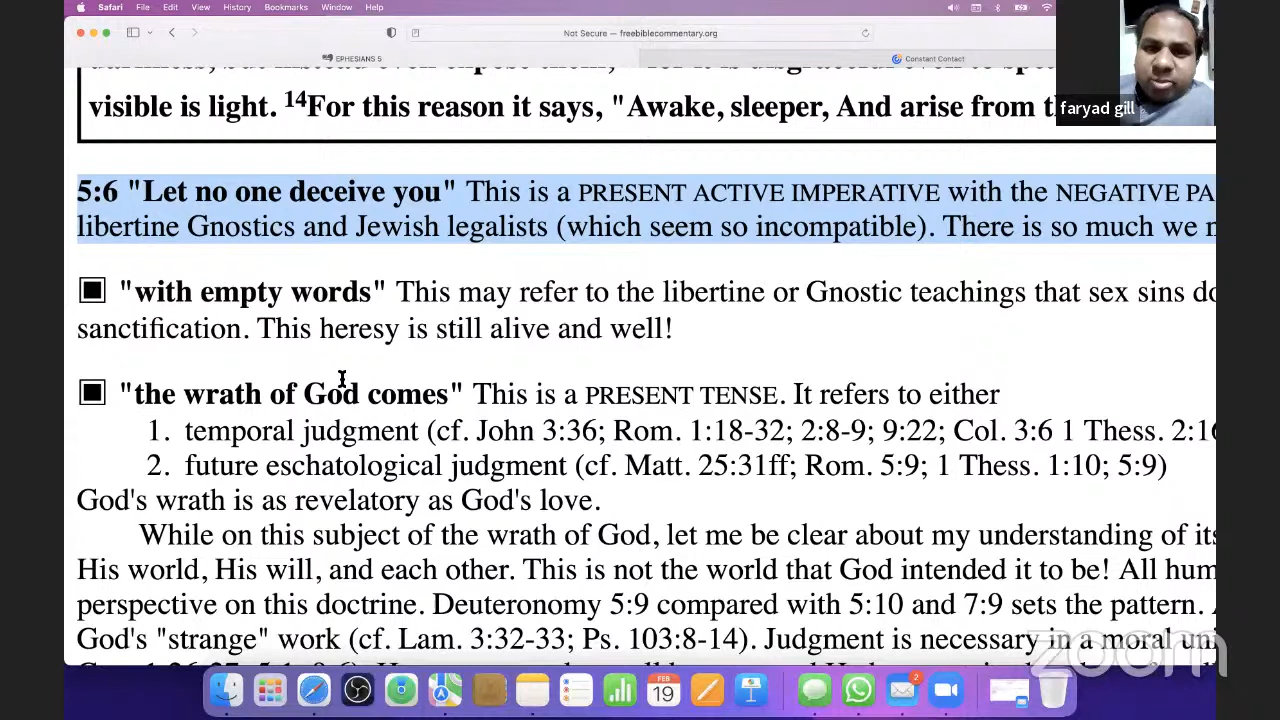 Safari File Edit View History Bookmarks Window Help
Not Secure — freebiblecommentary.org
EPHESIANS 5
Constant Contact
visible is light. 14For this reason it says, "Awake, sleeper, And arise from
faryad gill
5:6 "Let no one deceive you" This is a PRESENT ACTIVE IMPERATIVE with the NEGATIVE
libertine Gnostics and Jewish legalists (which seem so incompatible). There is so much we
"with empty words" This may refer to the libertine or Gnostic teachings that sex sins
sanctification. This heresy is still alive and well!
"the wrath of God comes" This is a PRESENT TENSE. It refers to either
1. temporal judgment (cf. John 3:36; Rom. 1:18-32; 2:8-9; 9:22; Col. 3:6 1 Thess.
2. future eschatological judgment (cf. Matt. 25:31ff; Rom. 5:9; 1 Thess. 1:10; 5:9)
God's wrath is as revelatory as God's love.
While on this subject of the wrath of God, let me be clear about my understanding of
His world, His will, and each other. This is not the world that God intended it to be! All
perspective on this doctrine. Deuteronomy 5:9 compared with 5:10 and 7:9 sets the pattern.
God's "strange" work (cf. Lam. 3:32-33; Ps. 103:8-14). Judgment is necessary in a moral
zoom
FEB
19
2